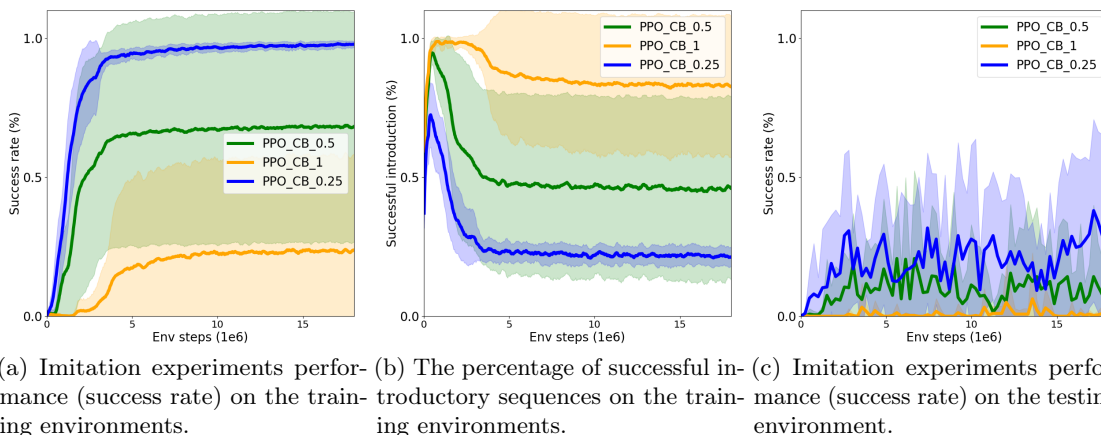 1.0
0.5
0.0
Success rate (%)
5
10
15
Env steps (1e6)
PPO_CB_0.5
PPO_CB_1
PPO_CB_0.25
1.0
0.5
0.0
Successful introduction (%)
0
5
10
15
Env steps (1e6)
PPO_CB_0.5
PPO_CB_1
PPO_CB_0.25
1.0
0.5
0.0
Success rate (%)
0
5
10
15
Env steps (1e6)
PPO_CB_0.5
PPO_CB_1
PPO_CB_0.25
a) Imitation experiments perfor-
mance (success rate) on the train-
ing environments.
(b) The percentage of successful in-
troductory sequences on the train-
ing environments.
(c) Imitation experiments perfo
mance (success rate) on the testin
environment.